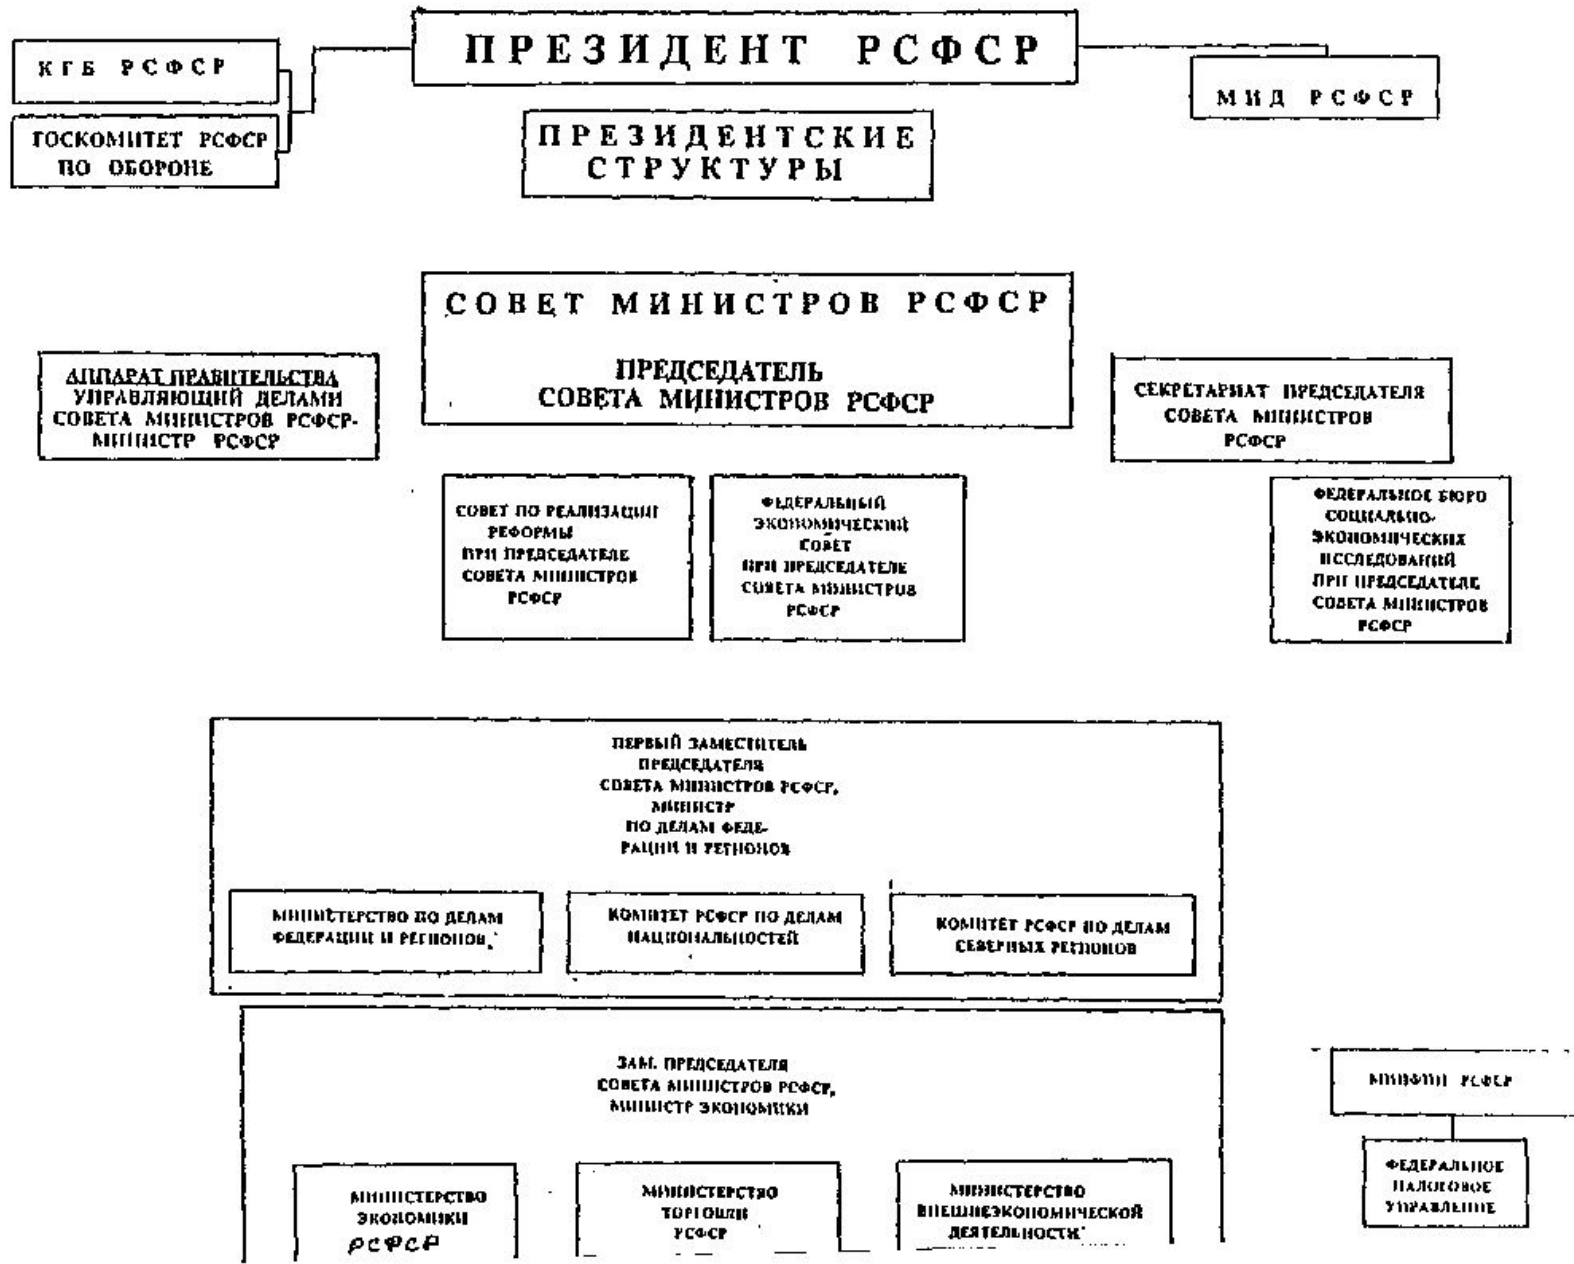 ПРЕЗИДЕНТ РСФСР
КГБ РСФСР
ГОСКОМИТЕТ РСФСР
ПО ОБОРОНЕ
МИД РСФСР
ПРЕЗИДЕНТСКИЕ
СТРУКТУРЫ
СОВЕТ МИНИСТРОВ РСФСР
ПРЕДСЕДАТЕЛЬ
СОВЕТА МИНИСТРОВ РСФСР
АППАРАТ ПРАВИТЕЛЬСТВА
УПРАВЛЯЮЩИЙ ДЕЛАМИ
СОВЕТА МИНИСТРОВ РСФСР-
МИНИСТР РСФСР
СЕКРЕТАРИАТ ПРЕДСЕДАТЕЛЯ
СОВЕТА МИНИСТРОВ
РСФСР
СОВЕТ ПО РЕАЛИЗАЦИИ
РЕФОРМЫ
ПРИ ПРЕДСЕДАТЕЛЕ
СОВЕТА МИНИСТРОВ
РСФСР
ФЕДЕРАЛЬНЫЙ
ЭКОНОМИЧЕСКИЙ
СОВЕТ
ПРИ ПРЕДСЕДАТЕЛЕ
СОВЕТА МИНИСТРОВ
РСФСР
ФЕДЕРАЛЬНОЕ БЮРО
СОЦИАЛЬНО-
ЭКОНОМИЧЕСКИХ
ИССЛЕДОВАНИЙ
ПРИ ПРЕДСЕДАТЕЛЕ
СОВЕТА МИНИСТРОВ
РСФСР
ПЕРВЫЙ ЗАМЕСТИТЕЛЬ
ПРЕДСЕДАТЕЛЯ
СОВЕТА МИНИСТРОВ РСФСР,
МИНИСТР
ПО ДЕЛАМ ФЕДЕ-
РАЦИИ И РЕГИОНОВ
МИНИСТЕРСТВО ПО ДЕЛАМ
ФЕДЕРАЦИИ И РЕГИОНОВ
КОМИТЕТ РСФСР ПО ДЕЛАМ
НАЦИОНАЛЬНОСТЕЙ
КОМИТЕТ РСФСР ПО ДЕЛАМ
СЕВЕРНЫХ РЕГИОНОВ
ЗАМ. ПРЕДСЕДАТЕЛЯ
СОВЕТА МИНИСТРОВ РСФСР,
МИНИСТР ЭКОНОМИКИ
МИНИСТЕРСТВО
ЭКОНОМИКИ
РСФСР
МИНИСТЕРСТВО
ТОРГОВЛИ
РСФСР
МИНИСТЕРСТВО
ВНЕШНЕЭКОНОМИЧЕСКОЙ
ДЕЯТЕЛЬНОСТИ
МИНФИН РСФСР
ФЕДЕРАЛЬНОЕ
НАЛОГОВОЕ
УПРАВЛЕНИЕ